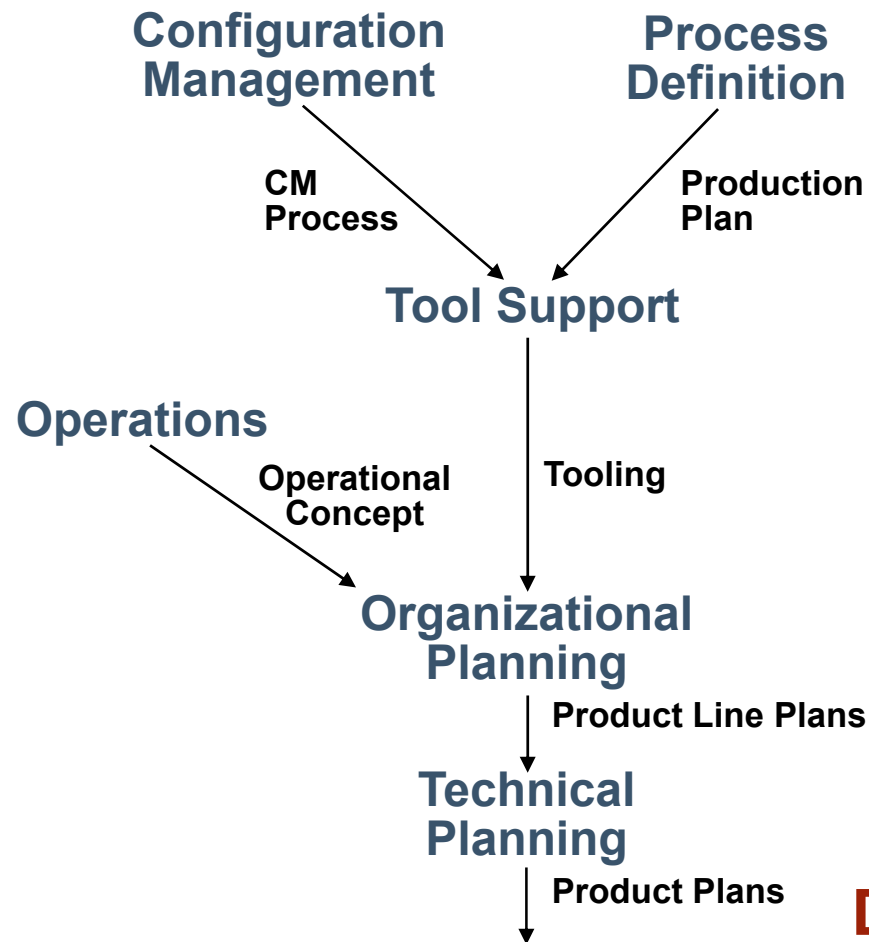 Configuration
Management
Process
Definition
CM
Process
Production
Plan
Tool Support
Operations
Operational
Concept
Tooling
Organizational
Planning
Product Line Plans
Technical
Planning
Product Plans